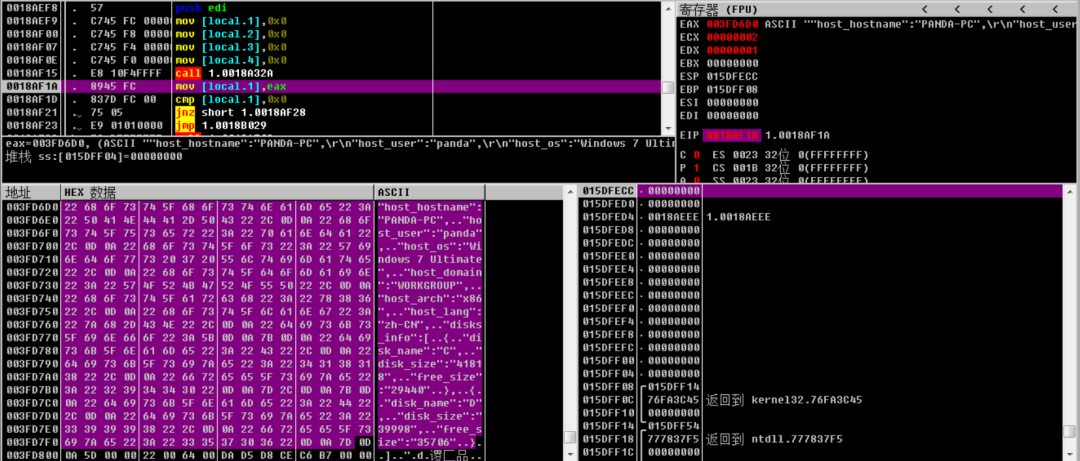 0018AEF8 . 57 push edi
0018AEF9 . C745 FC 00000 mov [local.1],0x0
0018AF00 . C745 F8 0000 mov [local.2],0x0
0018AF07 . C745 F4 0000 mov [local.3],0x0
0018AF0E . C745 F0 0000 mov [local.4],0x0
0018AF15 . E8 10F4FFFF call 1.0018A32A
0018AF1A . 8945 FC mov [local.1],eax
0018AF1D . 837D FC 00 cmp [local.1],0x0
0018AF21 . 75 05 jnz short 1.0018AF28
0018AF23 . E9 01010000 jmp 1.0018B029
eax=003FD6D0, (ASCII ""host_hostname":"PANDA-PC",\r\n"host_user":"panda",\r\n"host_os":"Windows 7 Ultim
堆栈 ss:[015DFF04]=00000000
寄存器 (FPU) < < < < <
EAX 003FD6D0 ASCII ""host_hostname":"PANDA-PC",\r\n"host_user
ECX 00000002
EDX 00000001
EBX 00000000
ESP 015DFECC
EBP 015DFF08
ESI 00000000
EDI 00000000
EIP 0018AF1A 1.0018AF1A
C 0 ES 0023 32位 0(FFFFFFFF)
P 1 CS 001B 32位 0(FFFFFFFF)
A 0 SS 0023 32位 0(FFFFFFFF)
地址 HEX 数据 ASCII
003FD6D0 22 68 6F 73 74 5F 68 6F 73 74 6E 61 6D 65 22 3A "host_hostname":
003FD6E0 22 50 41 4E 44 41 2D 50 43 22 2C 0D 0A 22 68 6F "PANDA-PC",.."ho
003FD6F0 73 74 5F 75 73 65 72 22 3A 22 70 61 6E 64 61 22 st_user":"panda"
003FD700 2C 0D 0A 22 68 6F 73 74 5F 6F 73 22 3A 22 57 69 ,.."host_os":"Wi
003FD710 6E 64 6F 77 73 20 37 20 55 6C 74 69 6D 61 74 65 ndows 7 Ultimate
003FD720 22 2C 0D 0A 22 68 6F 73 74 5F 64 6F 6D 61 69 6E ",.."host_domain
003FD730 22 3A 22 57 4F 52 4B 47 52 4F 55 50 22 2C 0D 0A ":"WORKGROUP",..
003FD740 22 68 6F 73 74 5F 61 72 63 68 22 3A 22 78 38 36 "host_arch":"x86
003FD750 22 2C 0D 0A 22 68 6F 73 74 5F 6C 61 6E 67 22 3A ",.."host_lang":
003FD760 22 7A 68 2D 43 4E 22 2C 0D 0A 22 64 69 73 6B 73 "zh-CN",.."disks
003FD770 5F 69 6E 66 6F 22 3A 5B 0D 0A 7B 0D 0A 22 64 69 _info":[..{.."di
003FD780 73 6B 5F 6E 61 6D 65 22 3A 22 43 22 2C 0D 0A 22 sk_name":"C",.."
003FD790 64 69 73 6B 5F 73 69 7A 65 22 3A 22 34 31 38 31 disk_size":"4181
003FD7A0 38 22 2C 0D 0A 22 66 72 65 65 5F 73 69 7A 65 22 8",.."free_size"
003FD7B0 3A 22 32 39 34 34 30 22 0D 0A 7D 2C 0D 0A 7B 0D :"29440"..},..{.
003FD7C0 0A 22 64 69 73 6B 5F 6E 61 6D 65 22 3A 22 44 22 ."disk_name":"D"
003FD7D0 2C 0D 0A 22 64 69 73 6B 5F 73 69 7A 65 22 3A 22 ,.."disk_size":"
003FD7E0 33 39 39 39 38 22 2C 0D 0A 22 66 72 65 65 5F 73 39998",.."free_s
003FD7F0 69 7A 65 22 3A 22 33 35 37 30 36 22 0D 0A 7D 0D ize":"35706"..}.
003FD800 0A 5D 00 00 22 00 64 00 DA D5 D8 CE C6 B7 00 00
015DFECC 00000000
015DFED0 00000000
015DFED4 0018AEEE 1.0018AEEE
015DFED8 00000000
015DFEDC 00000000
015DFEE0 00000000
015DFEE4 00000000
015DFEE8 00000000
015DFEEC 00000000
015DFEF0 00000000
015DFEF4 00000000
015DFEF8 00000000
015DFEFC 00000000
015DFF00 00000000
015DFF04 00000000
015DFF08 015DFF14
015DFF0C 76FA3C45 返回到 kernel32.76FA3C45
015DFF10 00000000
015DFF14 015DFF54
015DFF18 777837F5 返回到 ntdll.777837F5
015DFF1C 00000000